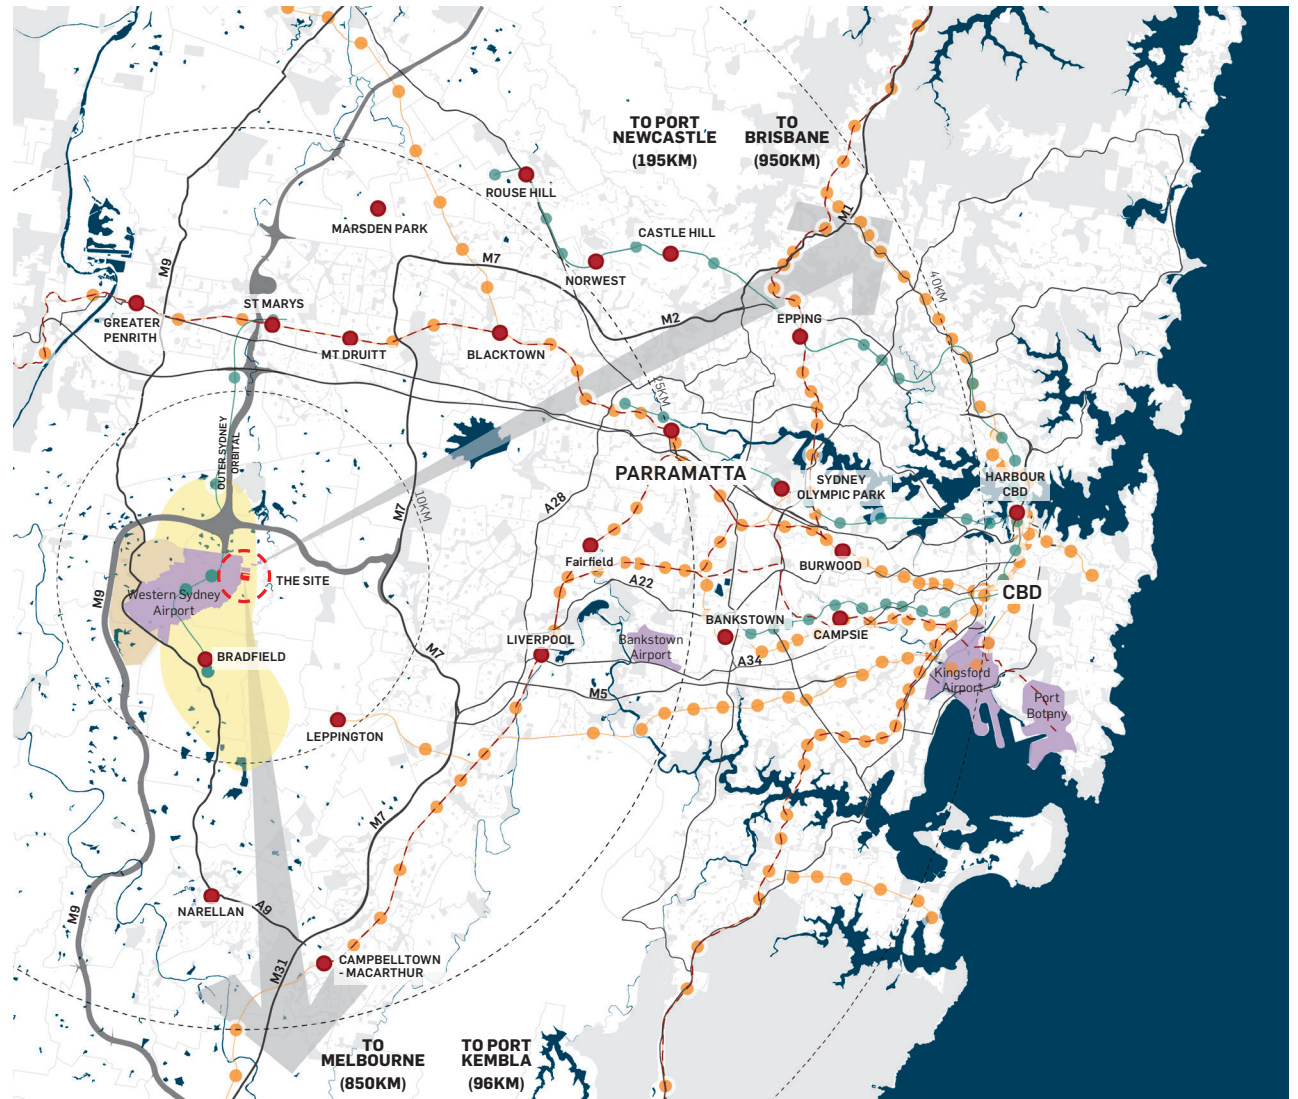 TO PORT
NEWCASTLE
(195KM)
TO
BRISBANE
(950KM)
ROUSE HILL
MARSDEN PARK
M1
CASTLE HILL
M9
M7
NORWEST
40KM
ST MARYS
GREATER
PENRITH
M2
EPPING
MT DRUITT
BLACKTOWN
25KM
OUTER SYDNEY
ORBITAL
PARRAMATTA
SYDNEY
OLYMPIC PARK
HARBOUR
CBD
A28
M7
10KM
Fairfield
BURWOOD
THE SITE
A22
M9
Western Sydney
Airport
CBD
BANKSTOWN
CAMPSIE
LIVERPOOL
Bankstown
Airport
M7
BRADFIELD
A34
Kingsford
Airport
M5
Port
Botany
LEPPINGTON
M7
NARELLAN
A9
M9
CAMPBELLTOWN
- MACARTHUR
M31
TO
MELBOURNE
(850KM)
TO PORT
KEMBLA
(96KM)